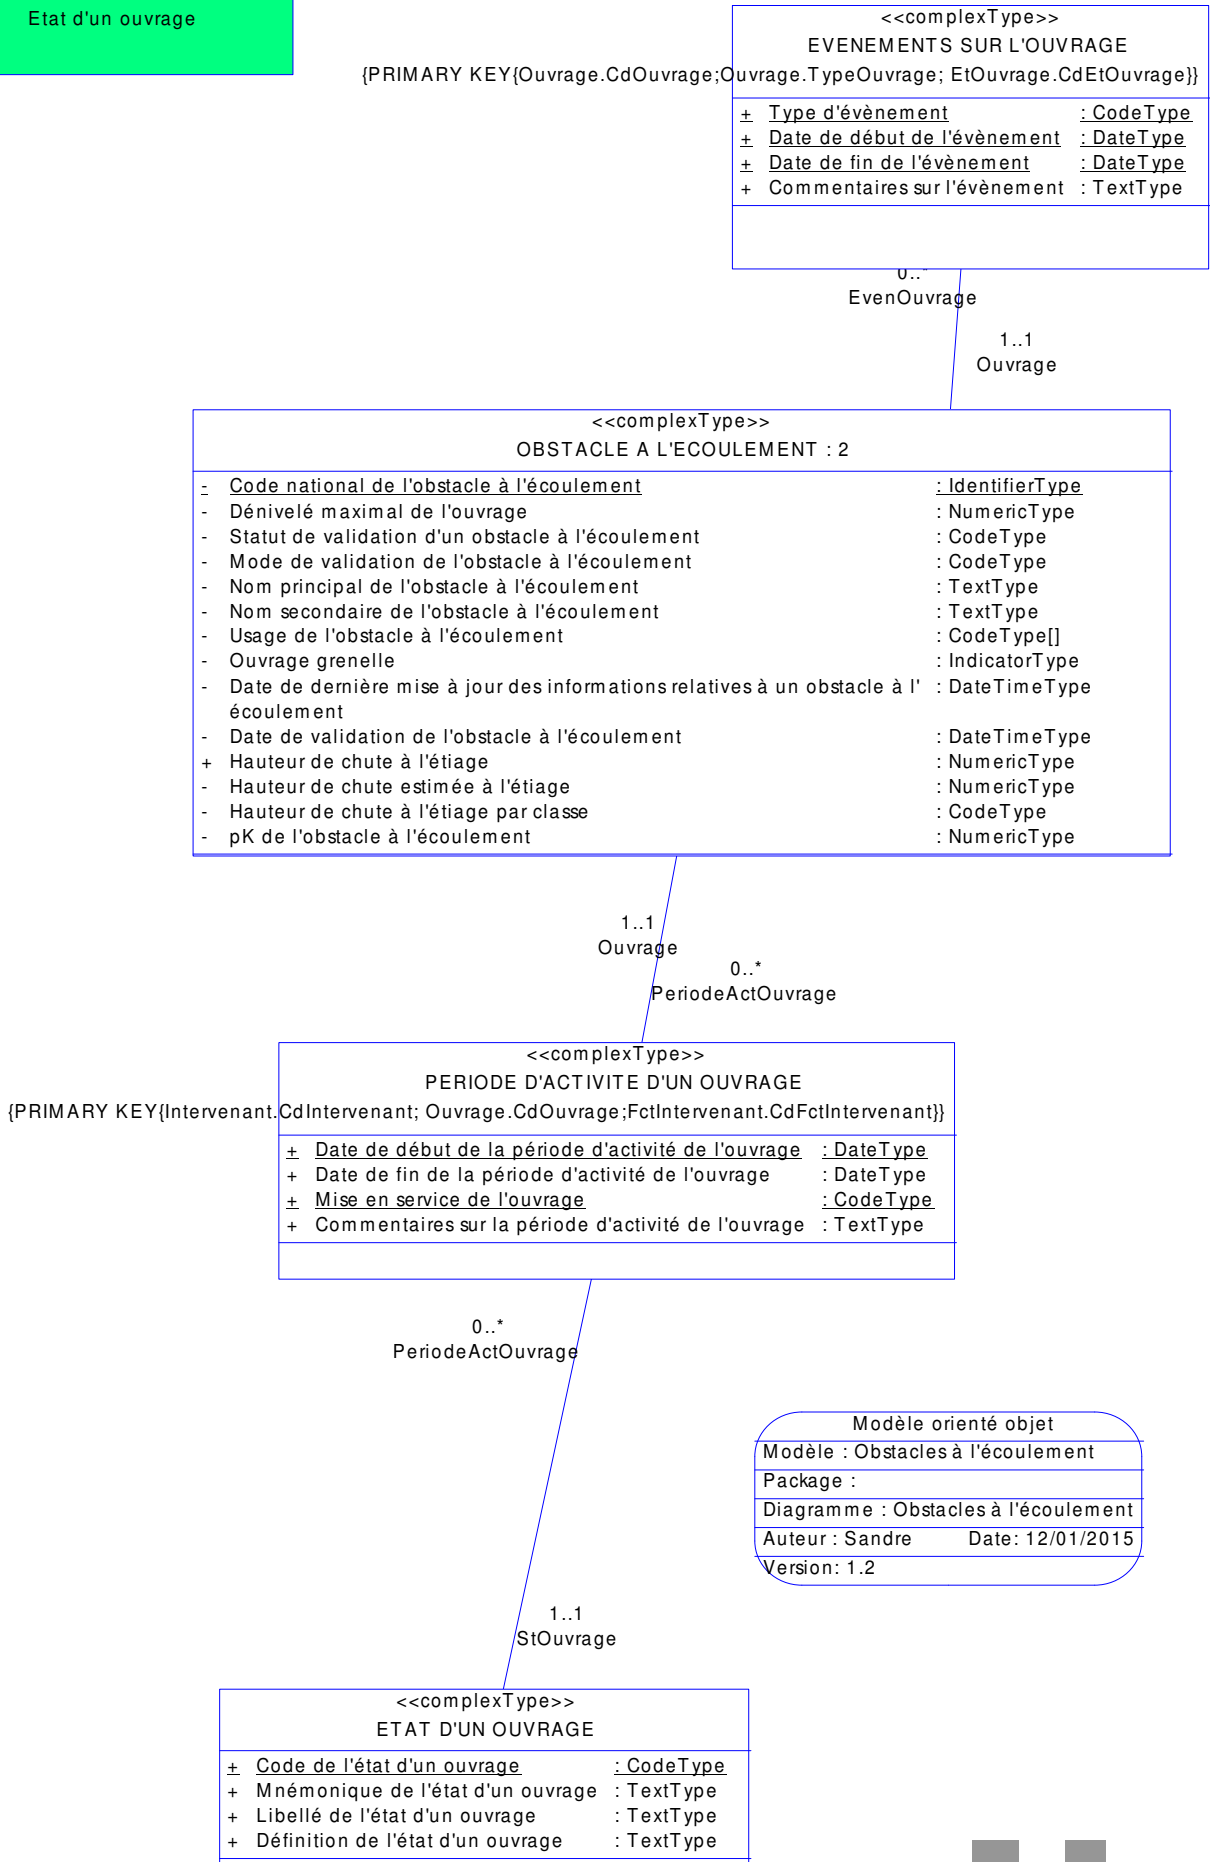 Etat d'un ouvrage
<<complexType>>
EVENEMENTS SUR L'OUVRAGE
{PRIMARY KEY{Ouvrage.CdOuvrage;Ouvrage.TypeOuvrage; EtOuvrage.CdEtOuvrage}}
+ Type d'évènement : CodeType
+ Date de début de l'évènement : DateType
+ Date de fin de l'évènement : DateType
+ Commentaires sur l'évènement : TextType
0..*
EvenOuvrage
1..1
Ouvrage
<<complexType>>
OBSTACLE A L'ECOULEMENT : 2
- Code national de l'obstacle à l'écoulement : IdentifierType
- Dénivelé maximal de l'ouvrage : NumericType
- Statut de validation d'un obstacle à l'écoulement : CodeType
- Mode de validation de l'obstacle à l'écoulement : CodeType
- Nom principal de l'obstacle à l'écoulement : TextType
- Nom secondaire de l'obstacle à l'écoulement : TextType
- Usage de l'obstacle à l'écoulement : CodeType[]
- Ouvrage grenelle : IndicatorType
- Date de dernière mise à jour des informations relatives à un obstacle à l' : DateTimeType
écoulement
- Date de validation de l'obstacle à l'écoulement : DateTimeType
+ Hauteur de chute à l'étiage : NumericType
- Hauteur de chute estimée à l'étiage : NumericType
- Hauteur de chute à l'étiage par classe : CodeType
- pK de l'obstacle à l'écoulement : NumericType
1..1
Ouvrage
0..*
PeriodeActOuvrage
<<complexType>>
PERIODE D'ACTIVITE D'UN OUVRAGE
{PRIMARY KEY{Intervenant.CdIntervenant; Ouvrage.CdOuvrage;FctIntervenant.CdFctIntervenant}}
+ Date de début de la période d'activité de l'ouvrage : DateType
+ Date de fin de la période d'activité de l'ouvrage : DateType
+ Mise en service de l'ouvrage : CodeType
+ Commentaires sur la période d'activité de l'ouvrage : TextType
0..*
PeriodeActOuvrage
Modèle orienté objet
Modèle : Obstacles à l'écoulement
Package :
Diagramme : Obstacles à l'écoulement
Auteur : Sandre Date: 12/01/2015
Version: 1.2
1..1
StOuvrage
<<complexType>>
ETAT D'UN OUVRAGE
+ Code de l'état d'un ouvrage : CodeType
+ Mnémonique de l'état d'un ouvrage : TextType
+ Libellé de l'état d'un ouvrage : TextType
+ Définition de l'état d'un ouvrage : TextType